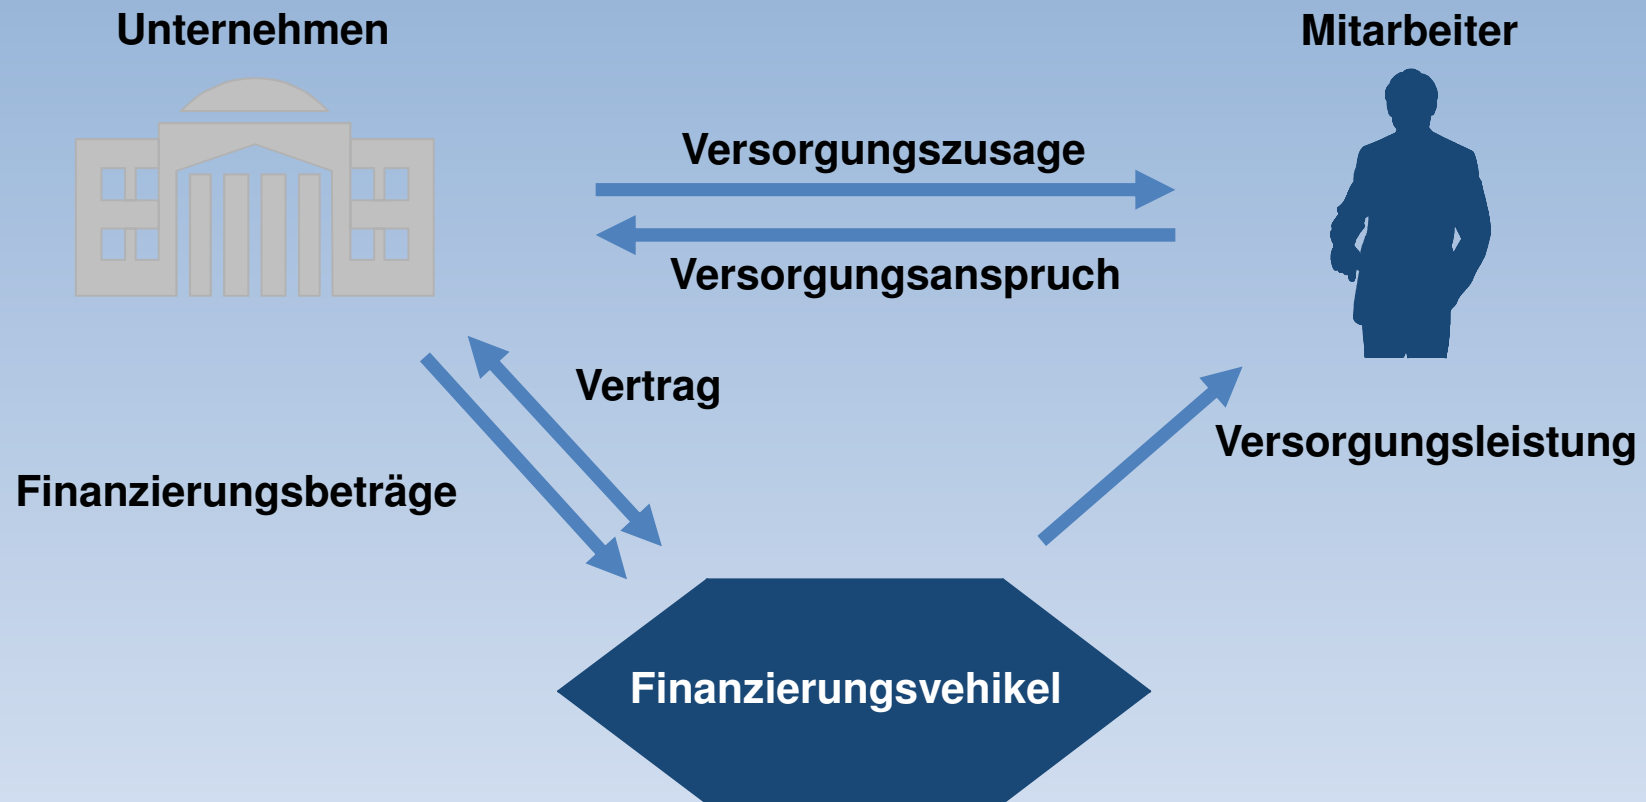 Unternehmen
Mitarbeiter
Versorgungszusage
Versorgungsanspruch
Vertrag
Versorgungsleistung
Finanzierungsbeträge
Finanzierungsvehikel